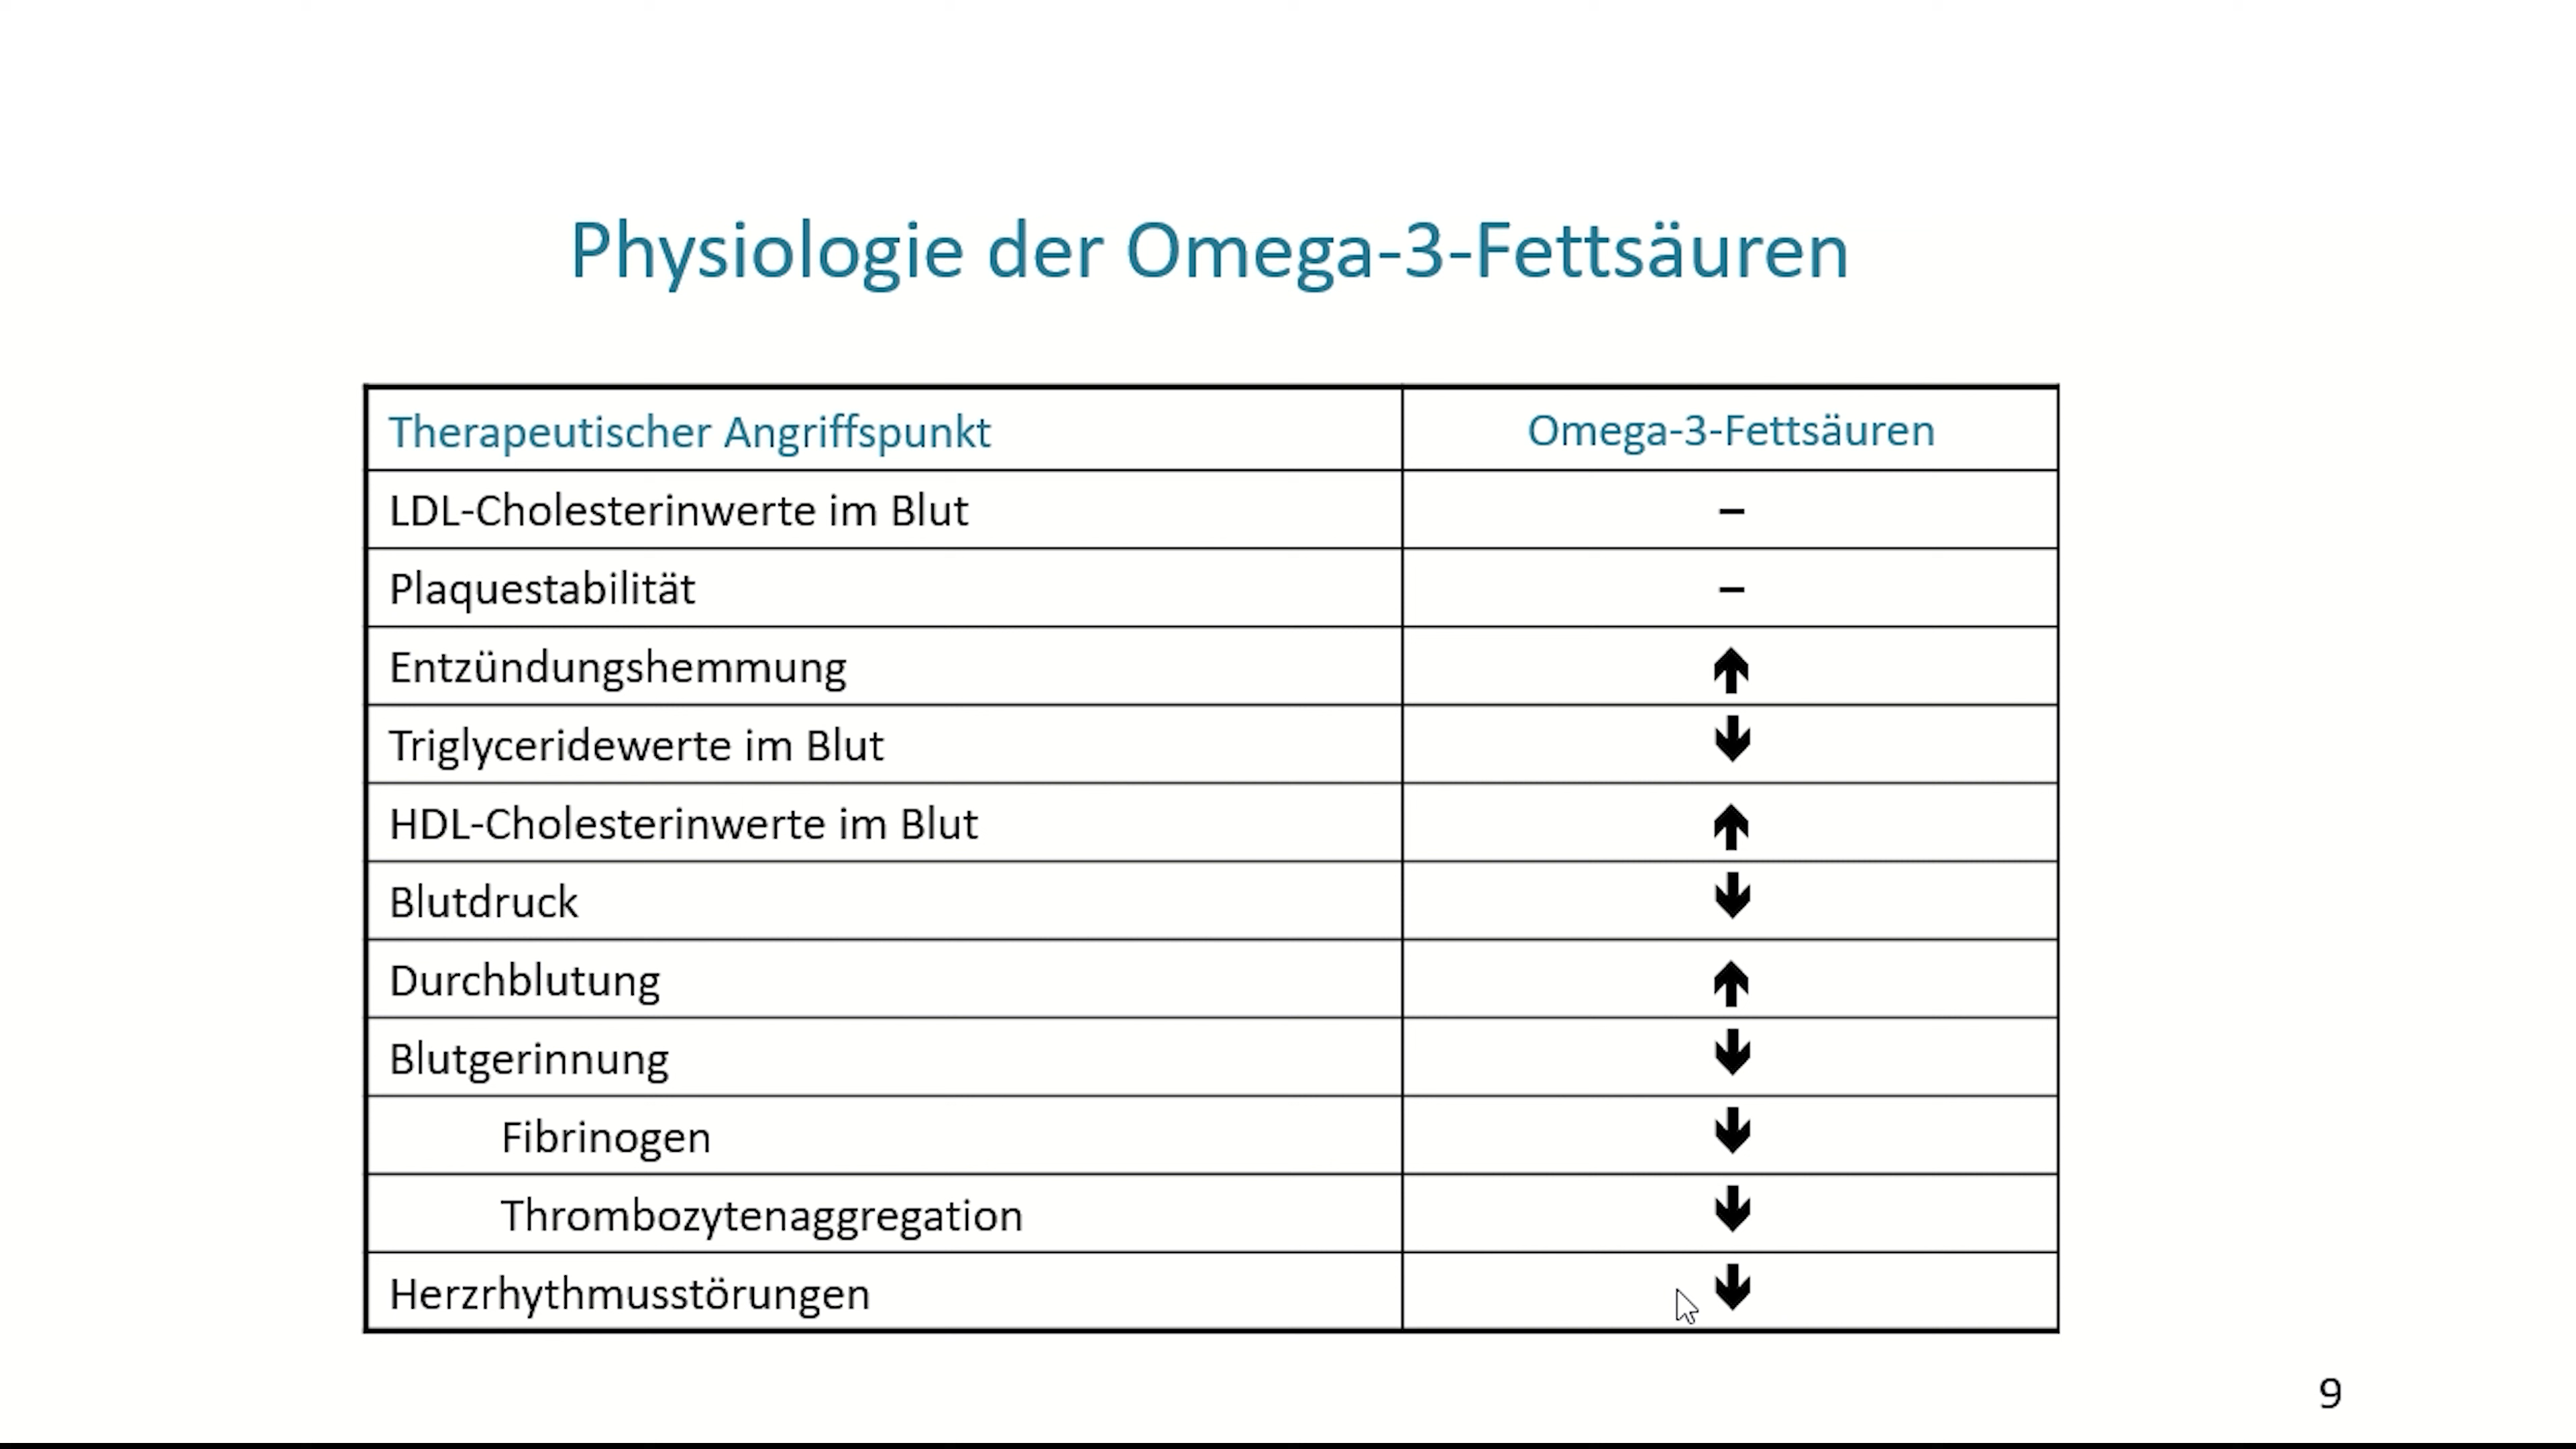 Physiologie der Omega-3-Fettsäuren
Therapeutischer Angriffspunkt Omega-3-Fettsäuren
LDL-Cholesterinwerte im Blut –
Plaquestabilität –
Entzündungshemmung ↑
Triglyceridewerte im Blut ↓
HDL-Cholesterinwerte im Blut ↑
Blutdruck ↓
Durchblutung ↑
Blutgerinnung ↓
Fibrinogen ↓
Thrombozytenaggregation ↓
Herzrhythmusstörungen ↓
9